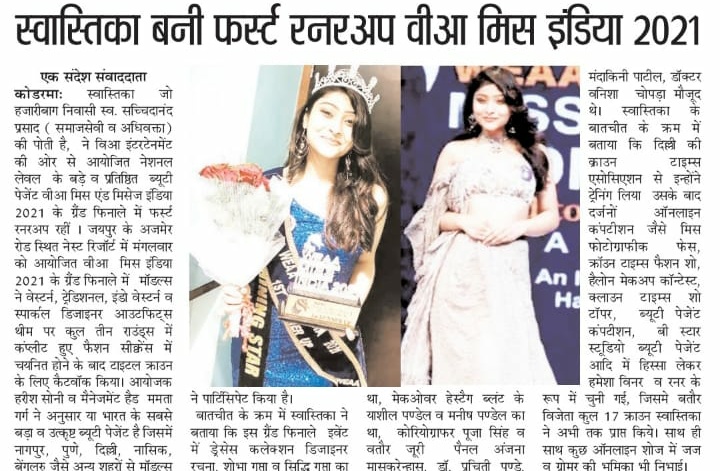 स्वास्तिका बनी फर्स्ट रनरअप वीआ मिस इंडिया 2021
एक संदेश संवाददाता
कोडरमाः स्वास्तिका जो
हजारीबाग निवासी स्व. सच्चिदानंद
प्रसाद ( समाजसेवी व अधिवक्ता)
की पोती है, ने विआ इंटरटेनमेंट
की ओर से आयोजित नेशनल
लेवल के बड़े व प्रतिष्ठित ब्यूटी
पेजेंट वीआ मिस एंड मिसेज इंडिया
2021 के ग्रैंड फिनाले में फर्स्ट
रनरअप रहीं । जयपुर के अजमेर
रोड स्थित नेस्ट रिजॉर्ट में मंगलवार
को आयोजित वीआ मिस इंडिया
2021 के ग्रैंड फिनाले में मॉडल्स
ने वेस्टर्न, ट्रेडिशनल, इंडो वेस्टर्न व
स्पार्कल डिजाइनर आउटफिट्स
थीम पर कुल तीन राउंड्स में
कंप्लीट हुए फैशन सीक्वेंस में
चयनित होने के बाद टाइटल क्राउन
के लिए कैटवॉक किया। आयोजक
हरीश सोनी व मैनेजमेंट हैड ममता
गर्ग ने अनुसार या भारत के सबसे
बड़ा व उत्कृष्ट ब्यूटी पेजेंट है जिसमें
नागपुर, पुणे, दिल्ली, नासिक,
बेंगलूरु जैसे अन्य शहरों से मॉडल्स
ने पार्टिसिपेट किया है।
बातचीत के क्रम में स्वास्तिका ने
बताया कि इस ग्रैंड फिनाले इवेंट
में ड्रेसेस कलेक्शन डिजाइनर
रचना, शोभा गुप्ता व सिद्धि गुप्ता का
था, मेकओवर हेस्टैग ब्लंट के
याशील पण्डेल व मनीष पण्डेल का
था, कोरियोग्राफर पूजा सिंह व
वतौर जूरी पैनल अंजना
मासकरेन्हास, डॉ. प्रचिती पुण्डे,
मंदाकिनी पाटील, डॉक्टर
वनिशा चोपड़ा मौजूद
थे। स्वास्तिका के
बातचीत के क्रम में
बताया कि दिल्ली की
क्राउन टाइम्स
एसोसिएशन से इन्होंने
ट्रेनिंग लिया उसके बाद
दर्जनों ऑनलाइन
कंपटीशन जैसे मिस
फोटोग्राफीक फेस,
क्रॉउन टाइम्स फैशन शो,
हैलोन मेकअप कॉन्टेस्ट,
क्लाउन टाइम्स शो
टॉपर, ब्यूटी पेजेंट
कंपटीशन, बी स्टार
स्टूडियो ब्यूटी पेजेंट
आदि में हिस्सा लेकर
हमेशा विनर व रनर के
रूप में चुनी गई, जिसमे बतौर
विजेता कुल 17 क्राउन स्वास्तिका
ने अभी तक प्राप्त किये। साथ ही
साथ कुछ ऑनलाइन शोज में जज
व ग्रूमर की भूमिका भी निभाई।